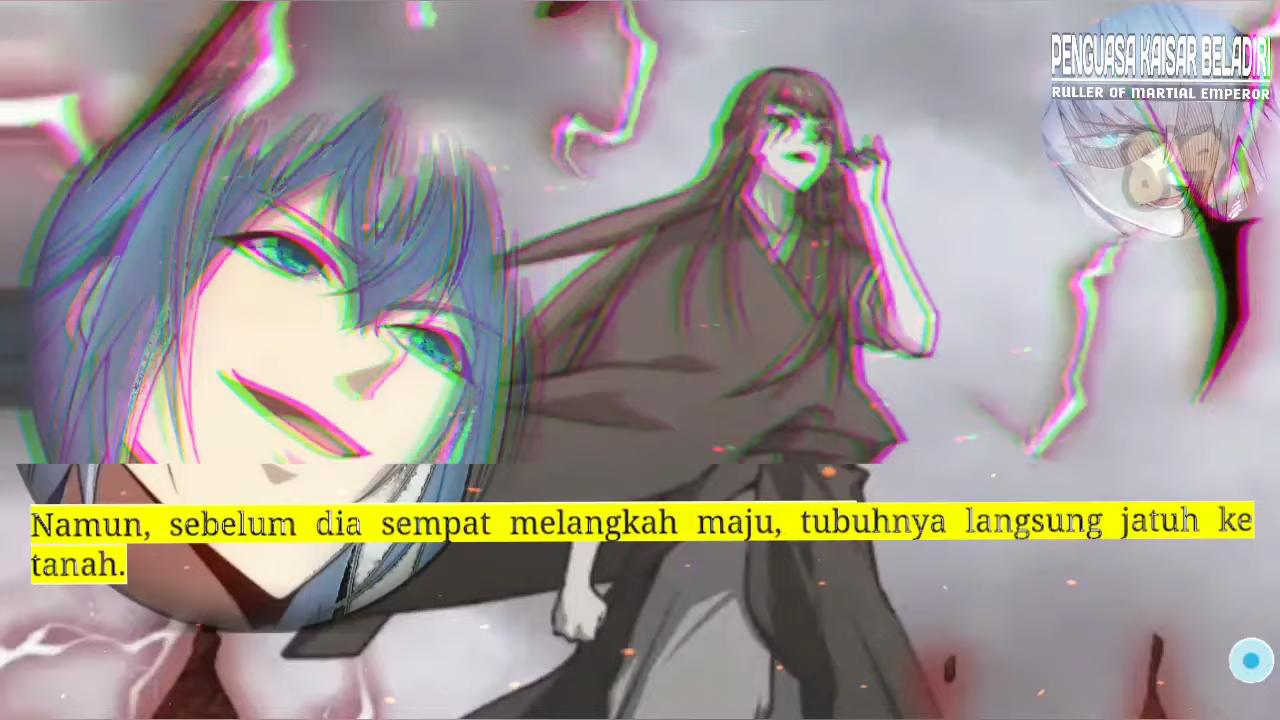 PENGUASA KAISAR BELADIRI
RULLER OF MARTIAL EMPEROR
Namun, sebelum dia sempat melangkah maju, tubuhnya langsung jatuh ke
tanah.